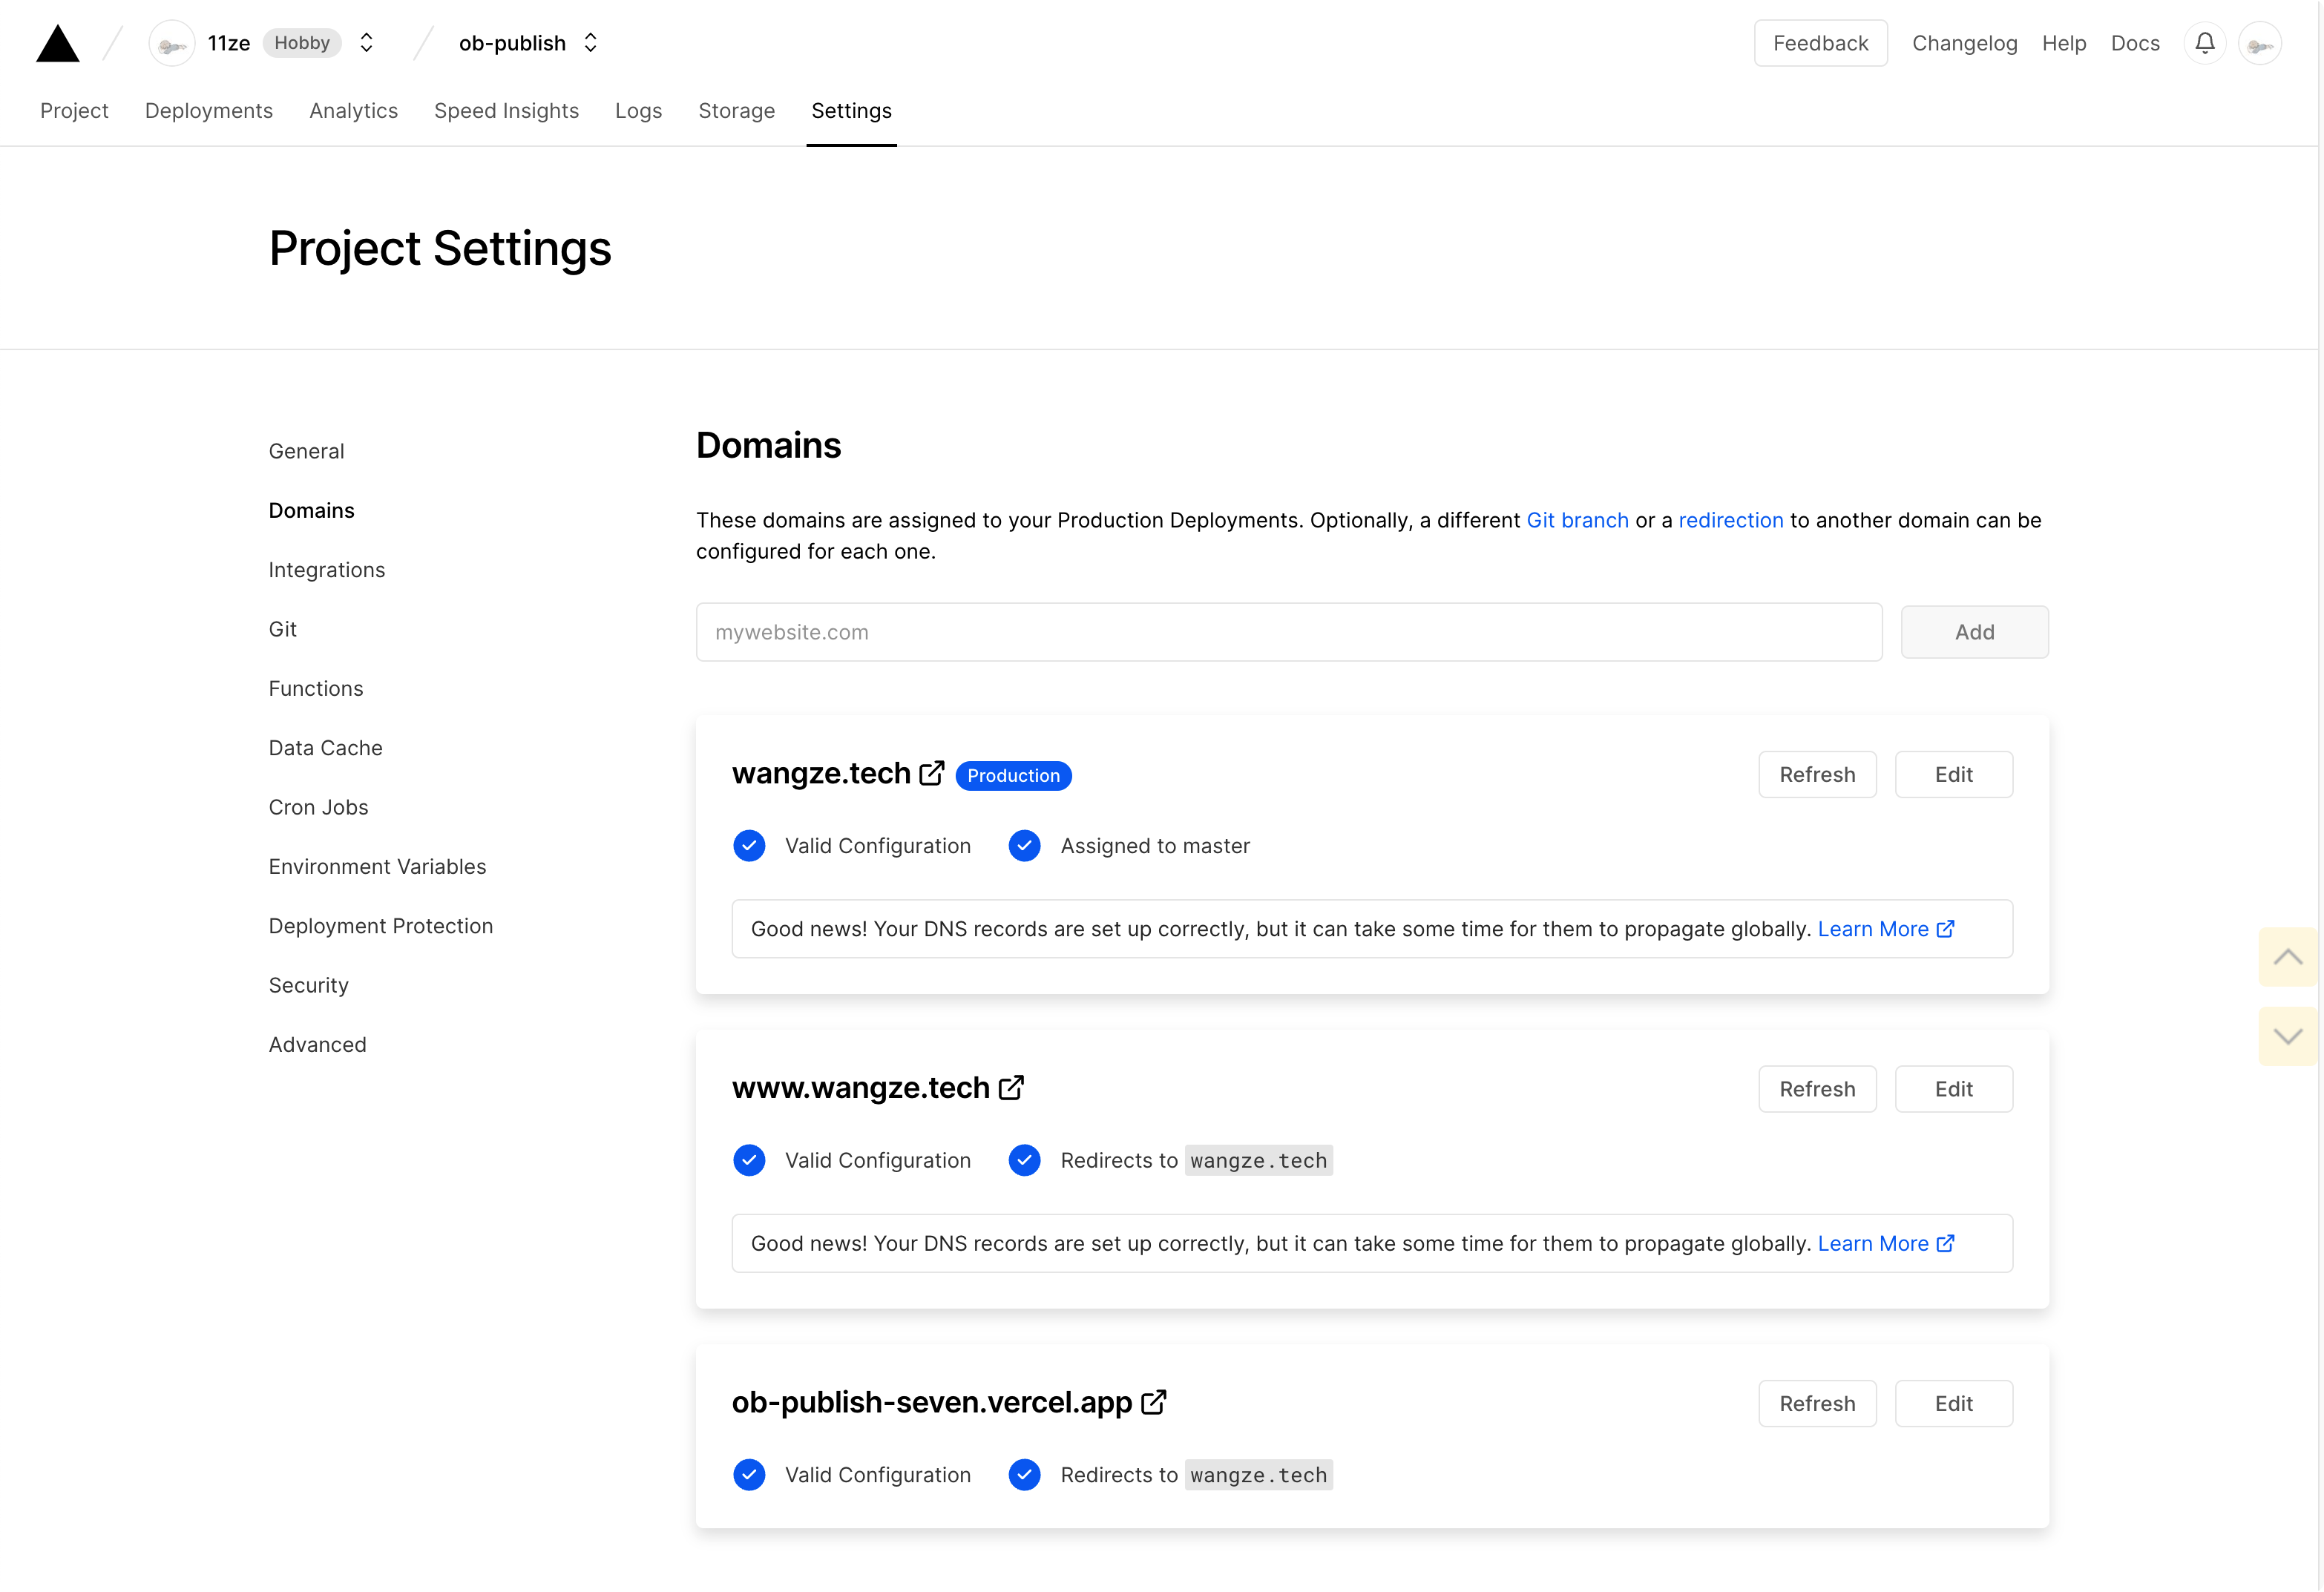 11ze Hobby ob-publish Feedback Changelog Help Docs
Project Deployments Analytics Speed Insights Logs Storage Settings
Project Settings
General
Domains
Integrations
Git
Functions
Data Cache
Cron Jobs
Environment Variables
Deployment Protection
Security
Advanced
Domains
These domains are assigned to your Production Deployments. Optionally, a different Git branch or a redirection to another domain can be
configured for each one.
mywebsite.com Add
wangze.tech Production Refresh Edit
Valid Configuration Assigned to master
Good news! Your DNS records are set up correctly, but it can take some time for them to propagate globally. Learn More
www.wangze.tech Refresh Edit
Valid Configuration Redirects to wangze.tech
Good news! Your DNS records are set up correctly, but it can take some time for them to propagate globally. Learn More
ob-publish-seven.vercel.app Refresh Edit
Valid Configuration Redirects to wangze.tech